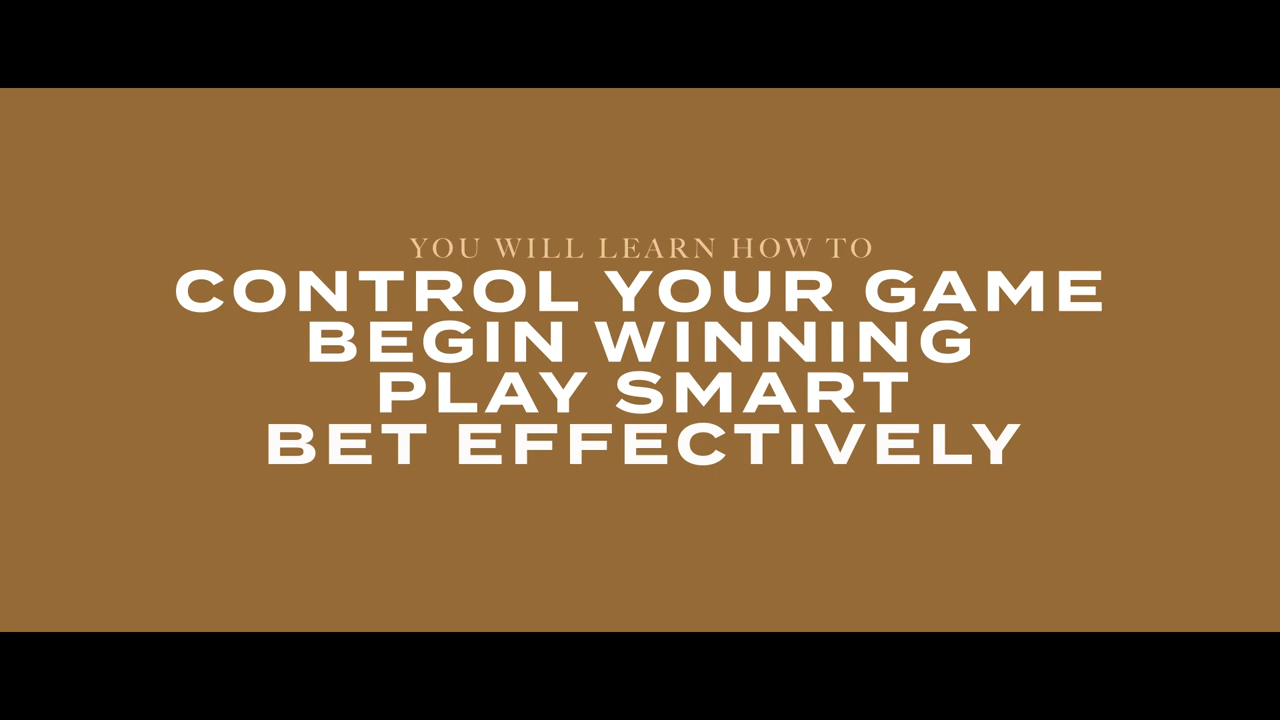 YOU WILL LEARN HOW TO
CONTROL YOUR GAME
BEGIN WINNING
PLAY SMART
BET EFFECTIVELY